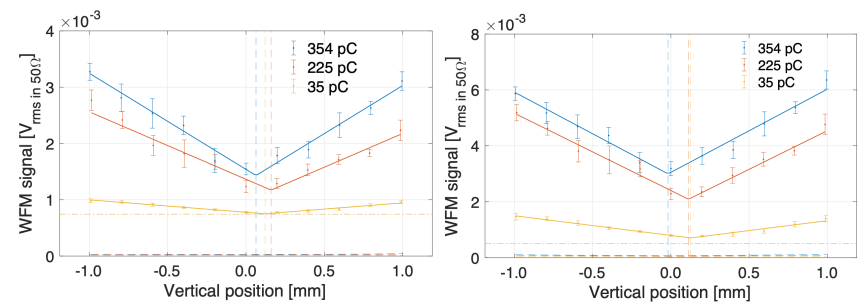 ×10⁻³
4
3
2
1
0
WFM signal [V_rms in 50Ω]
354 pC
225 pC
35 pC
-1.0 -0.5 0.0 0.5 1.0
Vertical position [mm]
×10⁻³
8
6
4
2
0
WFM signal [V_rms in 50Ω]
354 pC
225 pC
35 pC
-1.0 -0.5 0.0 0.5 1.0
Vertical position [mm]